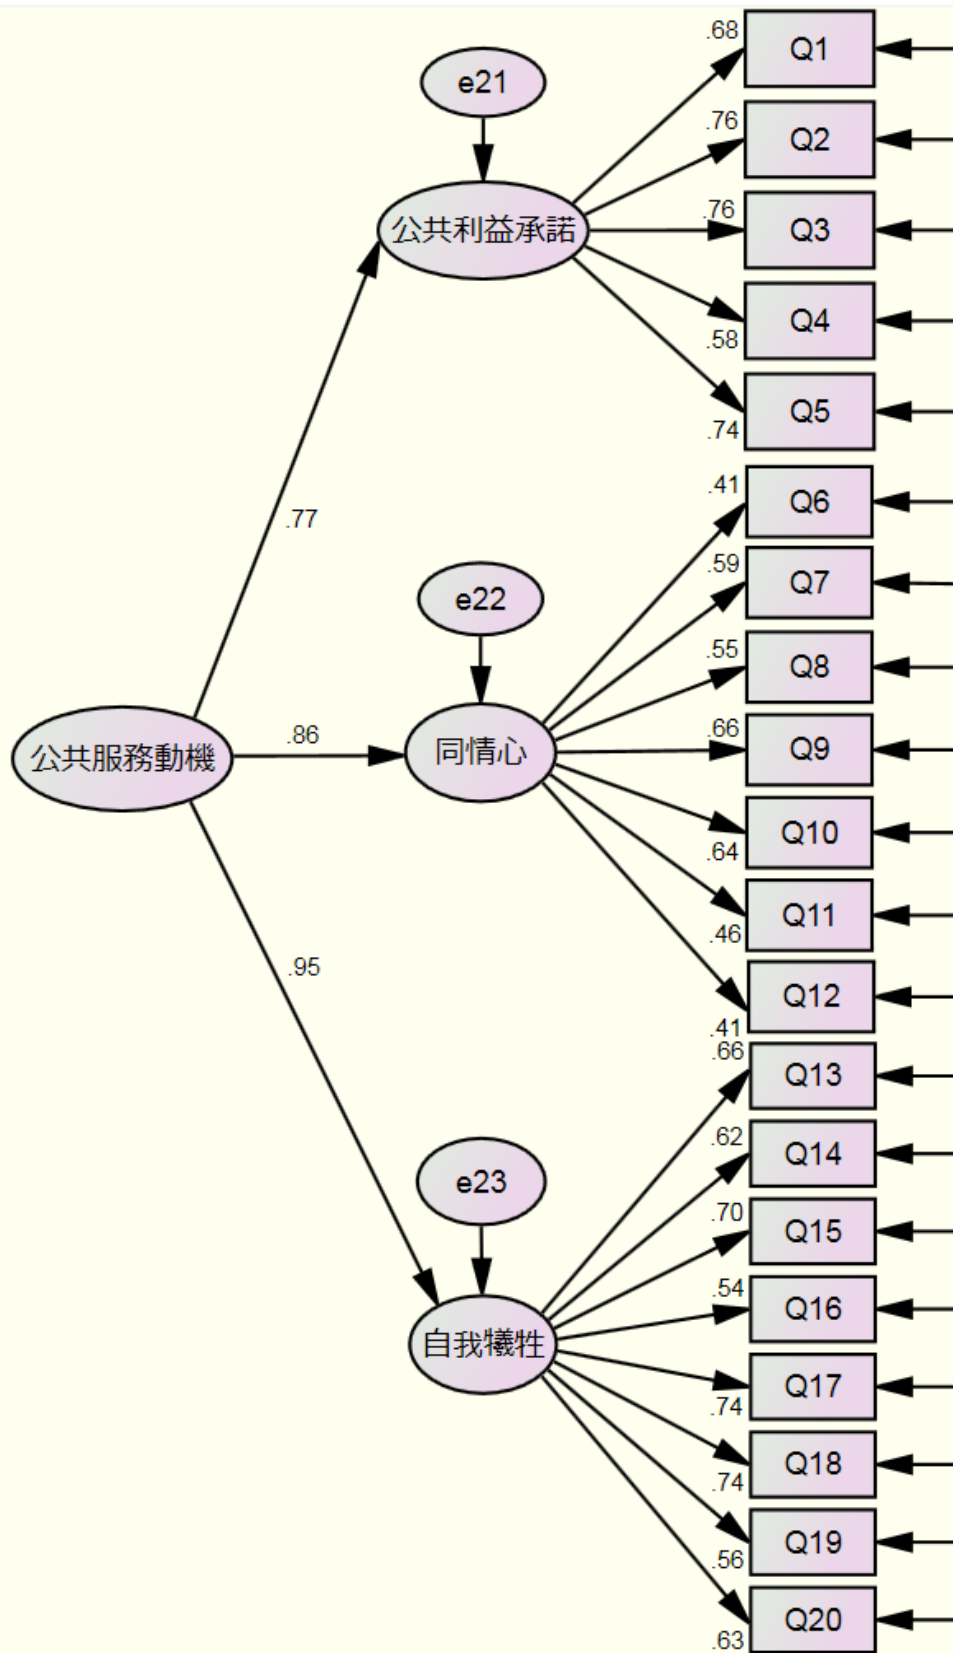 .68
Q1
e21
.76
Q2
.76
公共利益承諾
Q3
Q4
.58
Q5
.74
.41
Q6
.77
.59
Q7
e22
.55
Q8
.86
.66
公共服務動機
同情心
Q9
Q10
.64
Q11
.46
.95
Q12
.41
.66
Q13
.62
Q14
e23
.70
Q15
.54
Q16
自我犧牲
Q17
.74
Q18
.74
Q19
.56
Q20
.63